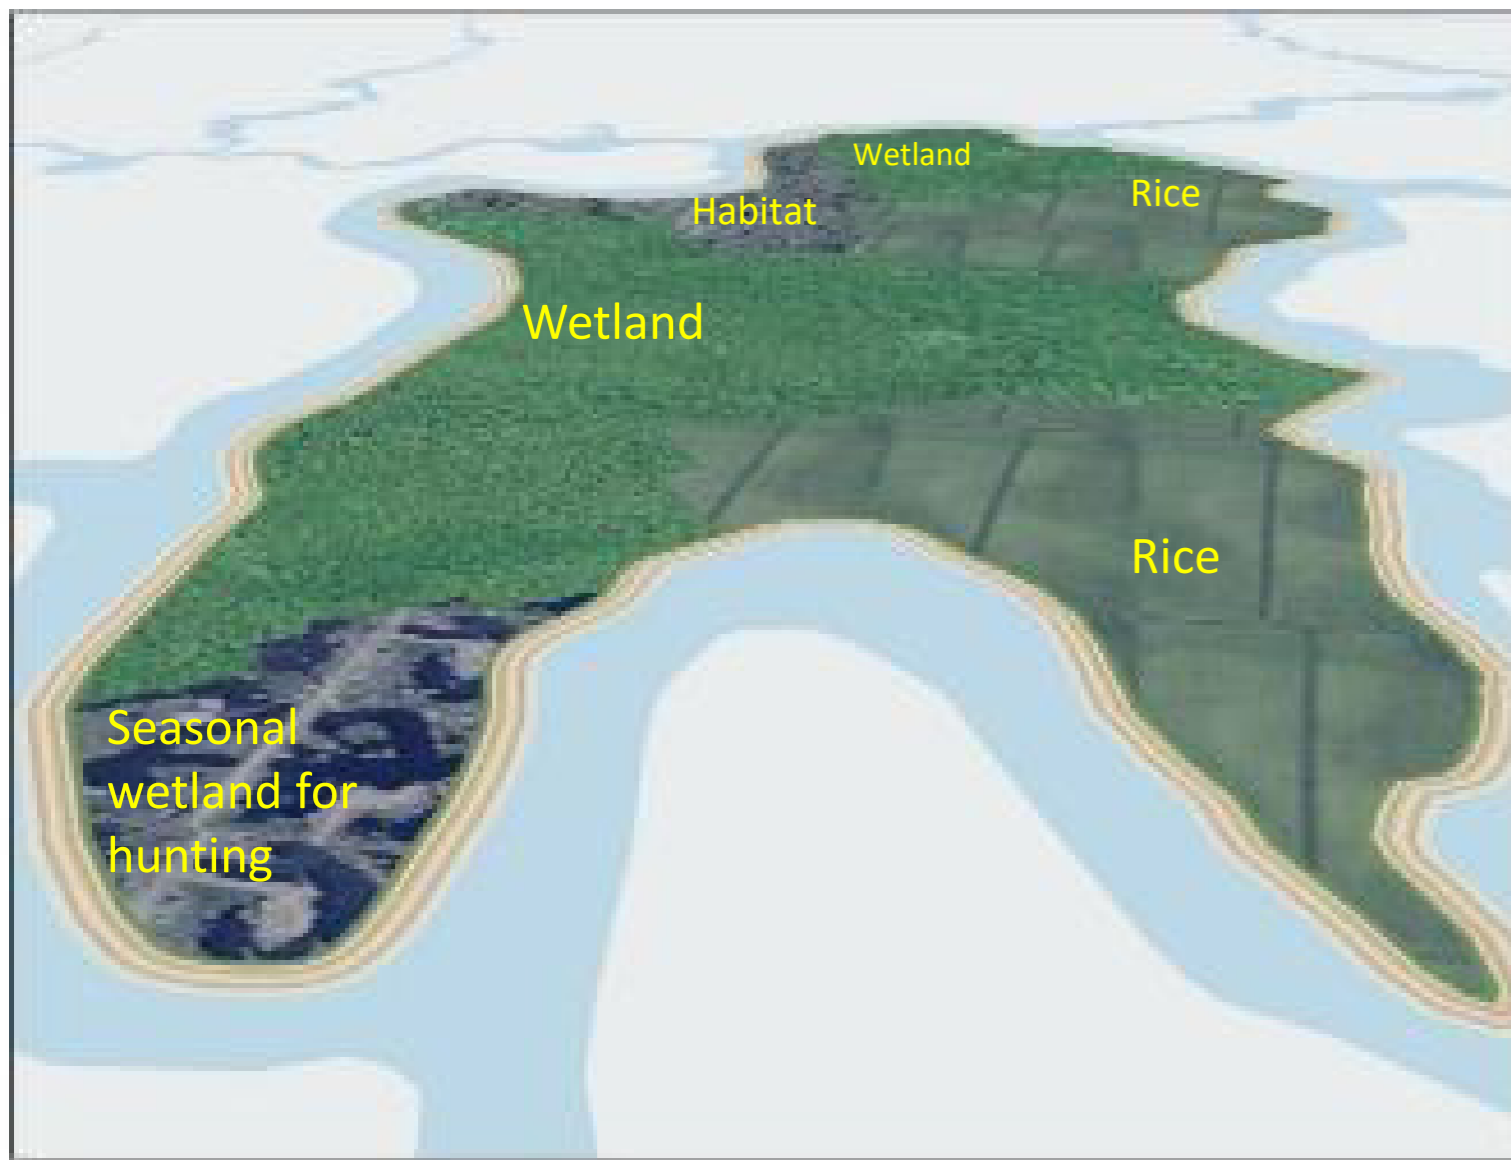 Wetland
Rice
Habitat
Wetland
Rice
Seasonal
wetland for
hunting